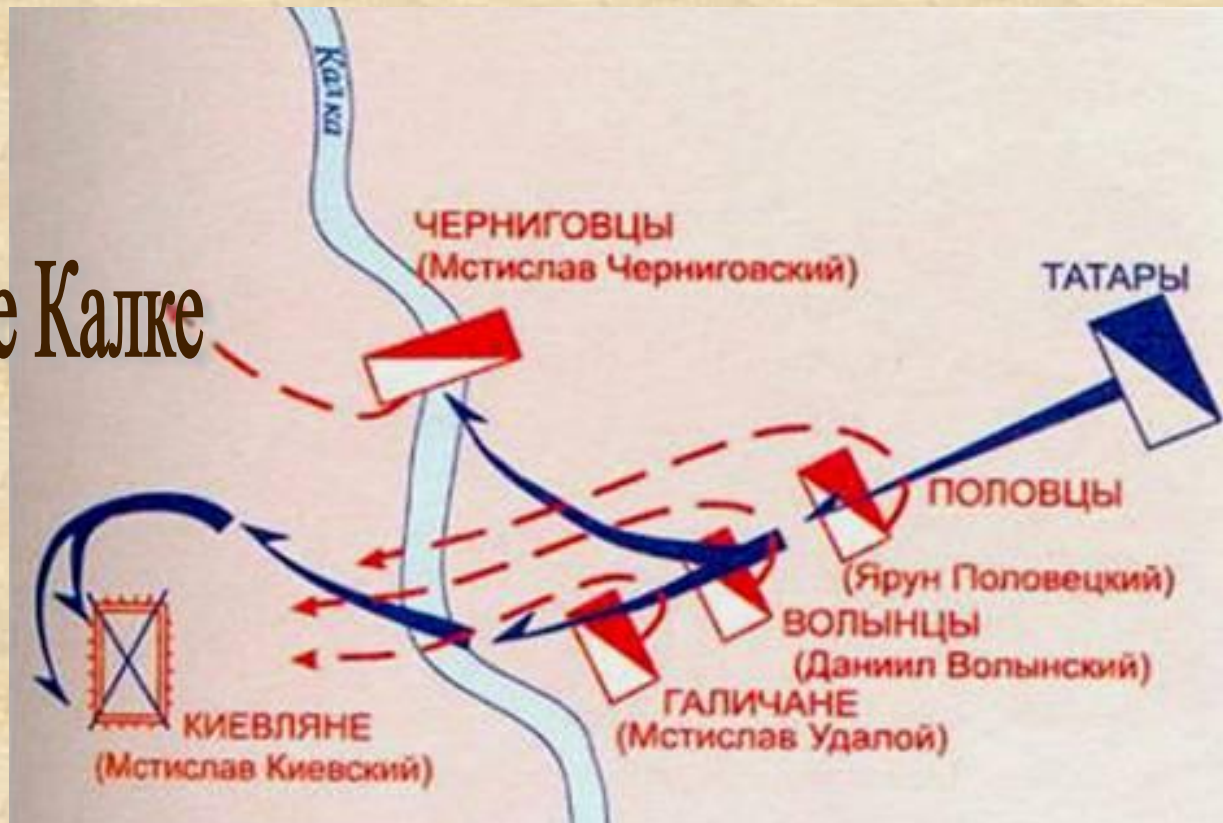 Калка
ЧЕРНИГОВЦЫ
(Мстислав Черниговский)
ТАТАРЫ
е Калке
ПОЛОВЦЫ
(Ярун Половецкий)
ВОЛЫНЦЫ
(Даниил Волынский)
ГАЛИЧАНЕ
(Мстислав Удалой)
КИЕВЛЯНЕ
(Мстислав Киевский)